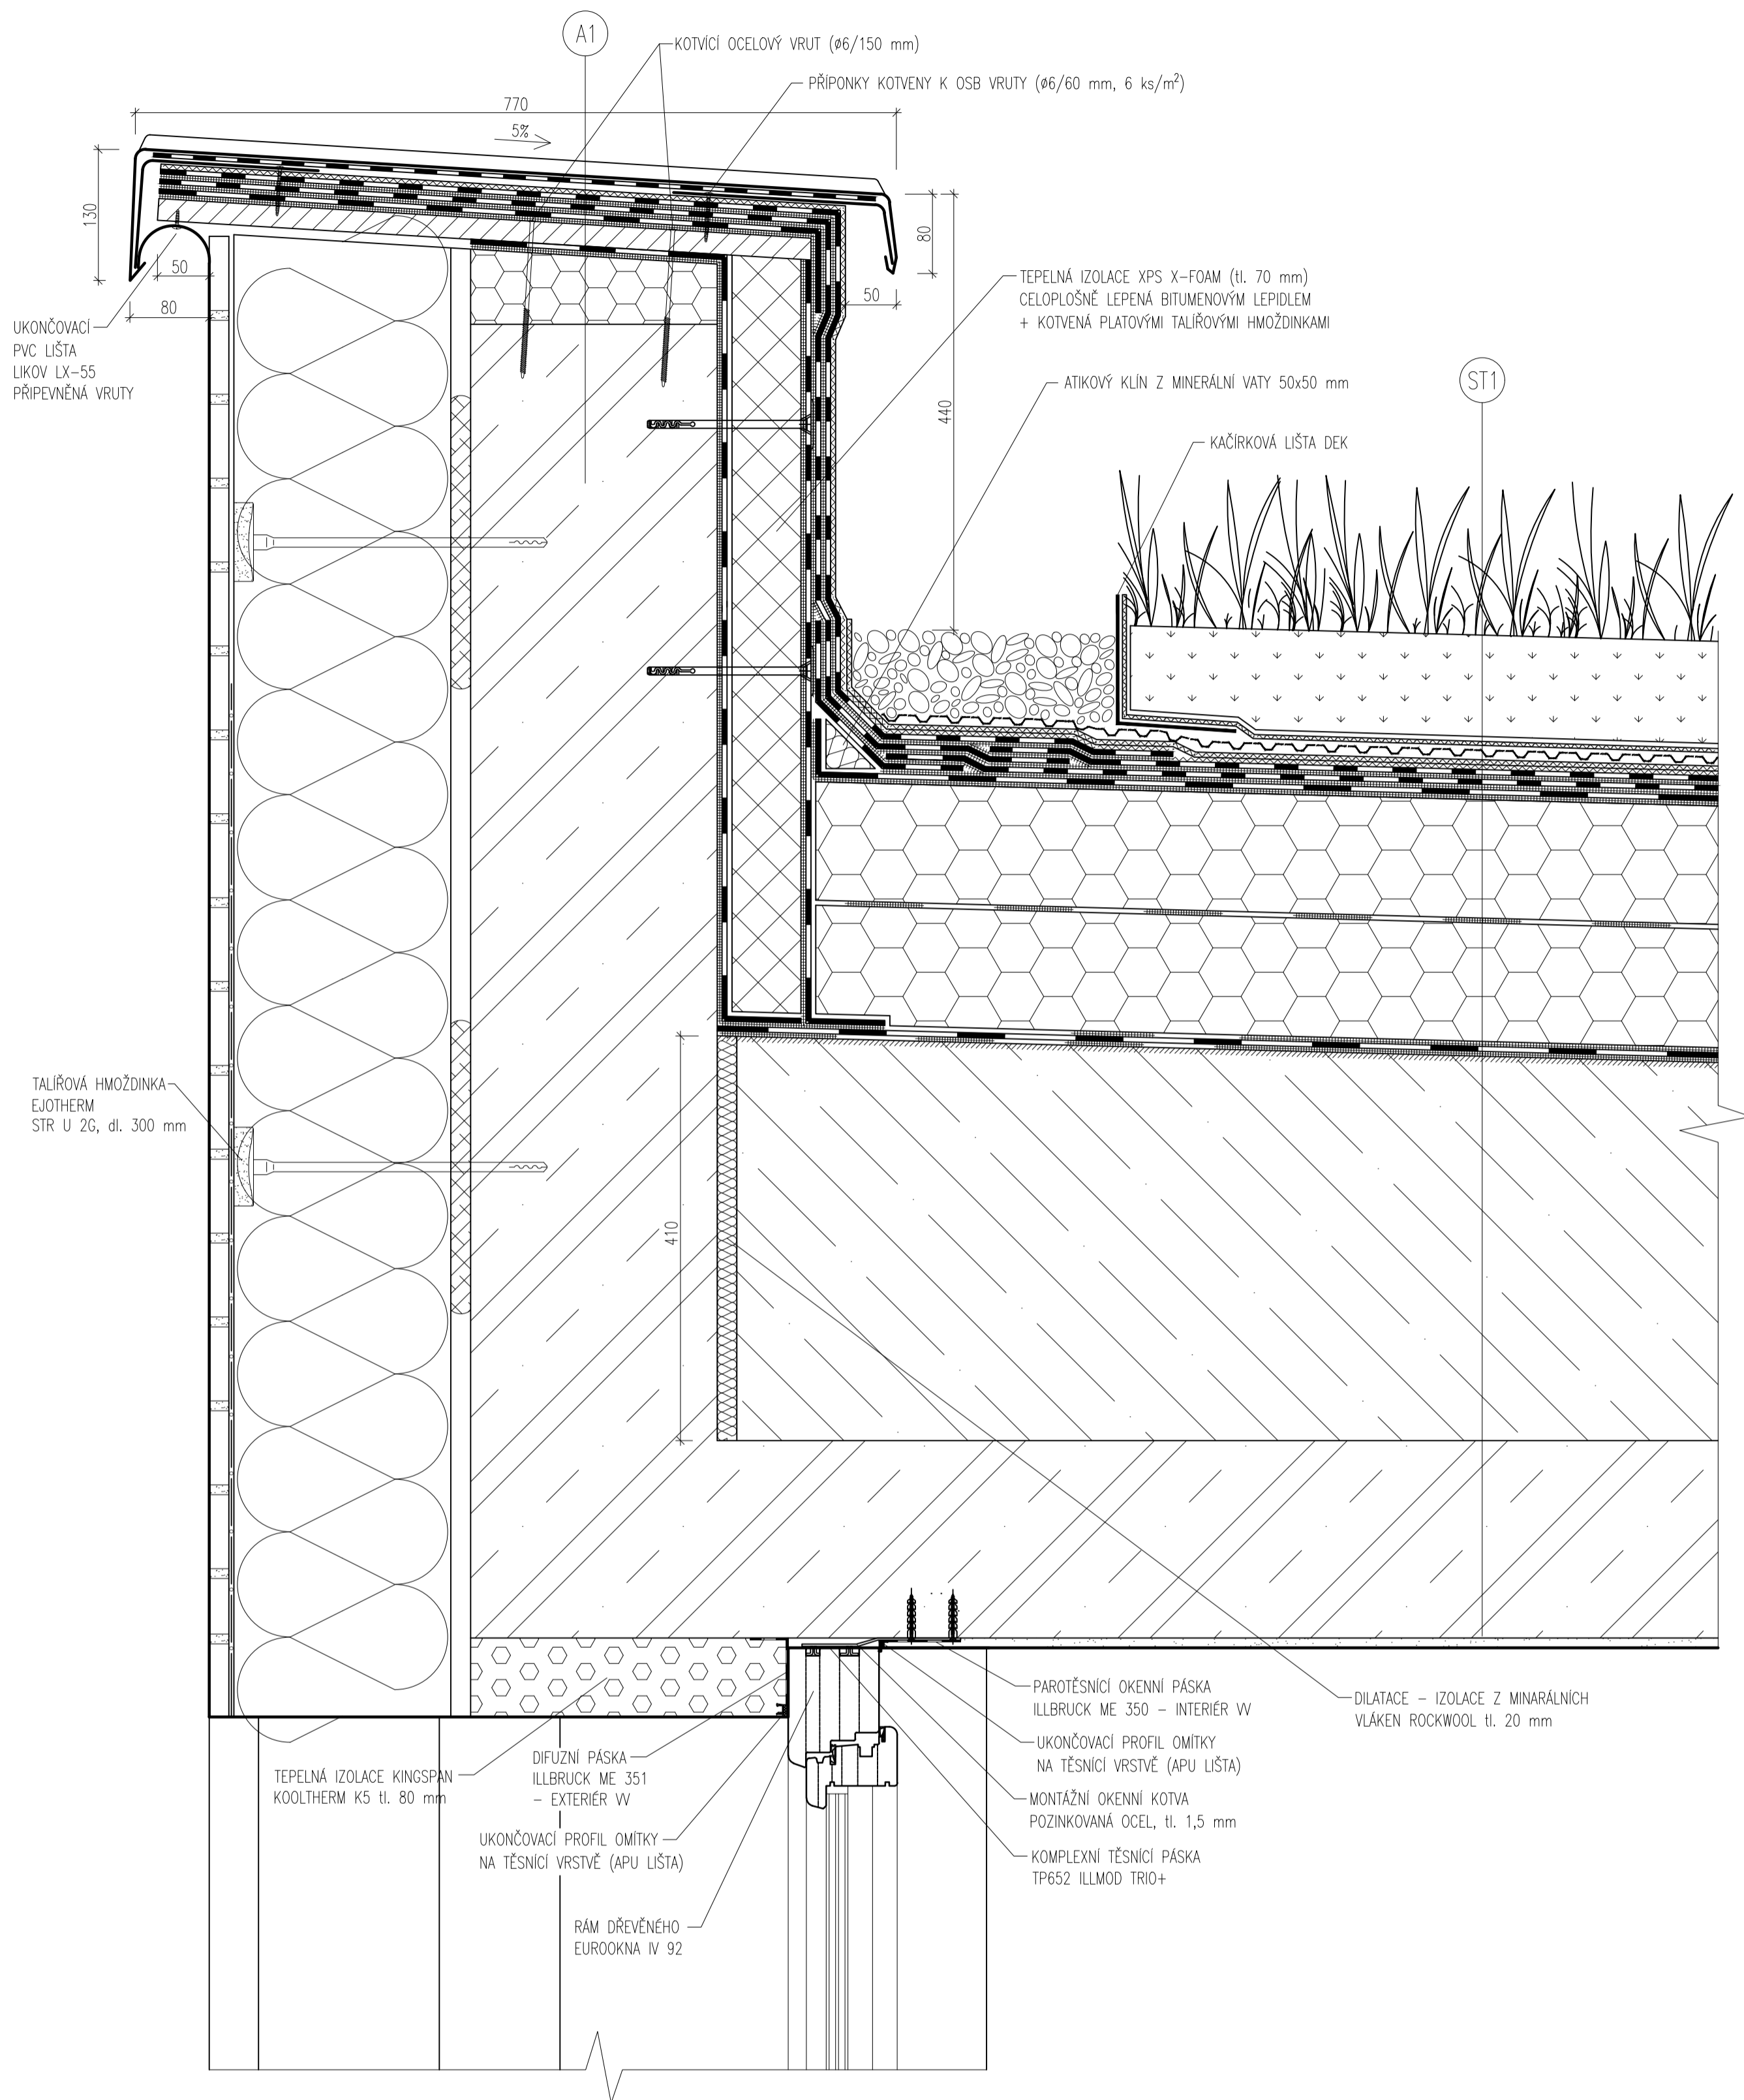 A1
KOTVÍCÍ OCELOVÝ VRUT (ø6/150 mm)
PŘÍPONKY KOTVENY K OSB VRUTY (ø6/60 mm, 6 ks/m²)
770
5%
130
80
50
80
50
TEPELNÁ IZOLACE XPS X-FOAM (tl. 70 mm)
CELOPLOŠNĚ LEPENÁ BITUMENOVÝM LEPIDLEM
+ KOTVENÁ PLATOVÝMI TALÍŘOVÝMI HMOŽDINKAMI
UKONČOVACÍ
PVC LIŠTA
LIKOV LX-55
PŘIPEVNĚNÁ VRUTY
ATIKOVÝ KLÍN Z MINERÁLNÍ VATY 50x50 mm
ST1
440
KAČÍRKOVÁ LIŠTA DEK
TALÍŘOVÁ HMOŽDINKA
EJOTHERM
STR U 2G, dl. 300 mm
410
PAROTĚSNÍCÍ OKENNÍ PÁSKA
ILLBRUCK ME 350 - INTERIÉR VV
DILATACE - IZOLACE Z MINARÁLNÍCH
VLÁKEN ROCKWOOL tl. 20 mm
UKONČOVACÍ PROFIL OMÍTKY
NA TĚSNÍCÍ VRSTVĚ (APU LIŠTA)
DIFUZNÍ PÁSKA
ILLBRUCK ME 351
- EXTERIÉR VV
TEPELNÁ IZOLACE KINGSPAN
KOOLTHERM K5 tl. 80 mm
MONTÁŽNÍ OKENNÍ KOTVA
POZINKOVANÁ OCEL, tl. 1,5 mm
UKONČOVACÍ PROFIL OMÍTKY
NA TĚSNÍCÍ VRSTVĚ (APU LIŠTA)
KOMPLEXNÍ TĚSNÍCÍ PÁSKA
TP652 ILLMOD TRIO+
RÁM DŘEVĚNÉHO
EUROOKNA IV 92